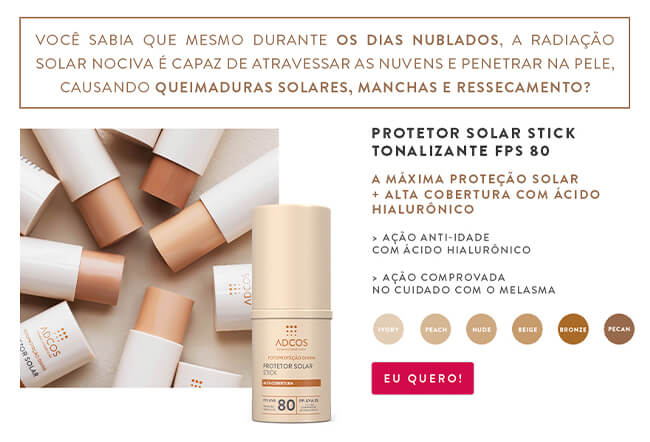 VOCÊ SABIA QUE MESMO DURANTE OS DIAS NUBLADOS, A RADIAÇÃO
SOLAR NOCIVA É CAPAZ DE ATRAVESSAR AS NUVENS E PENETRAR NA PELE,
CAUSANDO QUEIMADURAS SOLARES, MANCHAS E RESSECAMENTO?
PROTETOR SOLAR STICK
TONALIZANTE FPS 80
A MÁXIMA PROTEÇÃO SOLAR
+ ALTA COBERTURA COM ÁCIDO
HIALURÔNICO
> AÇÃO ANTI-IDADE
COM ÁCIDO HIALURÔNICO
> AÇÃO COMPROVADA
NO CUIDADO COM O MELASMA
IVORY PEACH NUDE BEIGE BRONZE PECAN
EU QUERO!
ADCOS
FOTOPROTEÇÃO DIÁRIA
PROTETOR SOLAR
STICK
ALTA COBERTURA
80
ADCOS
PROTETOR SOLAR
STICK